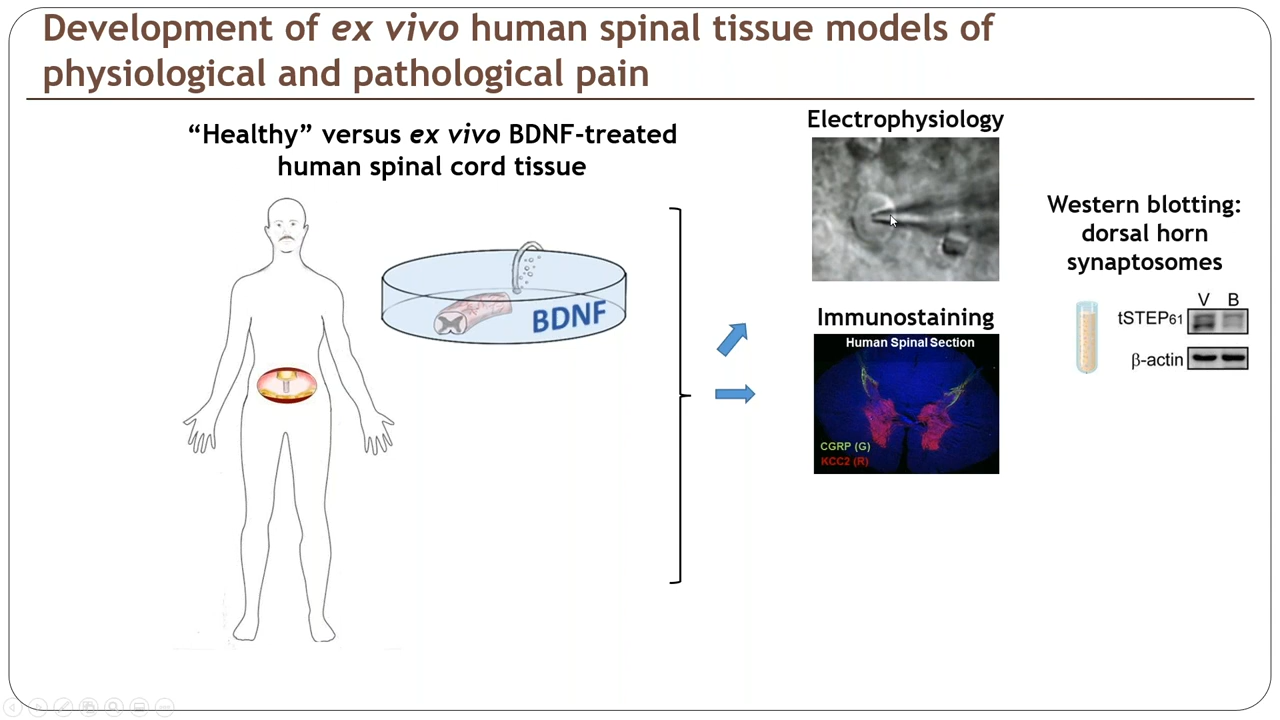 Development of ex vivo human spinal tissue models of
physiological and pathological pain
“Healthy” versus ex vivo BDNF-treated
human spinal cord tissue
BDNF
Electrophysiology
Immunostaining
Human Spinal Section
CGRP (G)
KCC2 (R)
Western blotting:
dorsal horn
synaptosomes
V B
tSTEP61
β-actin